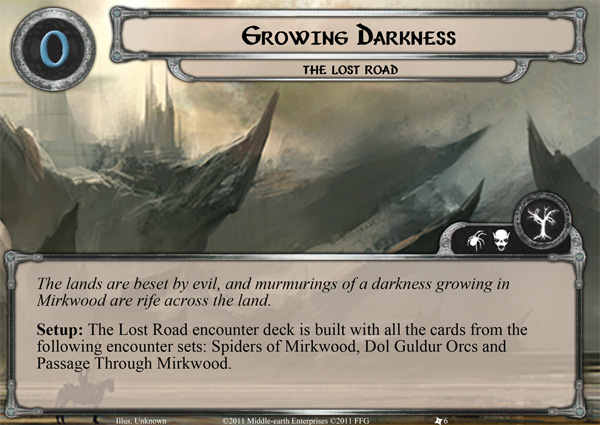 0
GROWING DARKNESS
THE LOST ROAD
The lands are beset by evil, and murmurings of a darkness growing in
Mirkwood are rife across the land.
Setup: The Lost Road encounter deck is built with all the cards from the
following encounter sets: Spiders of Mirkwood, Dol Guldur Orcs and
Passage Through Mirkwood.
Illus. Unknown ©2011 Middle-earth Enterprises ©2011 FFG 6